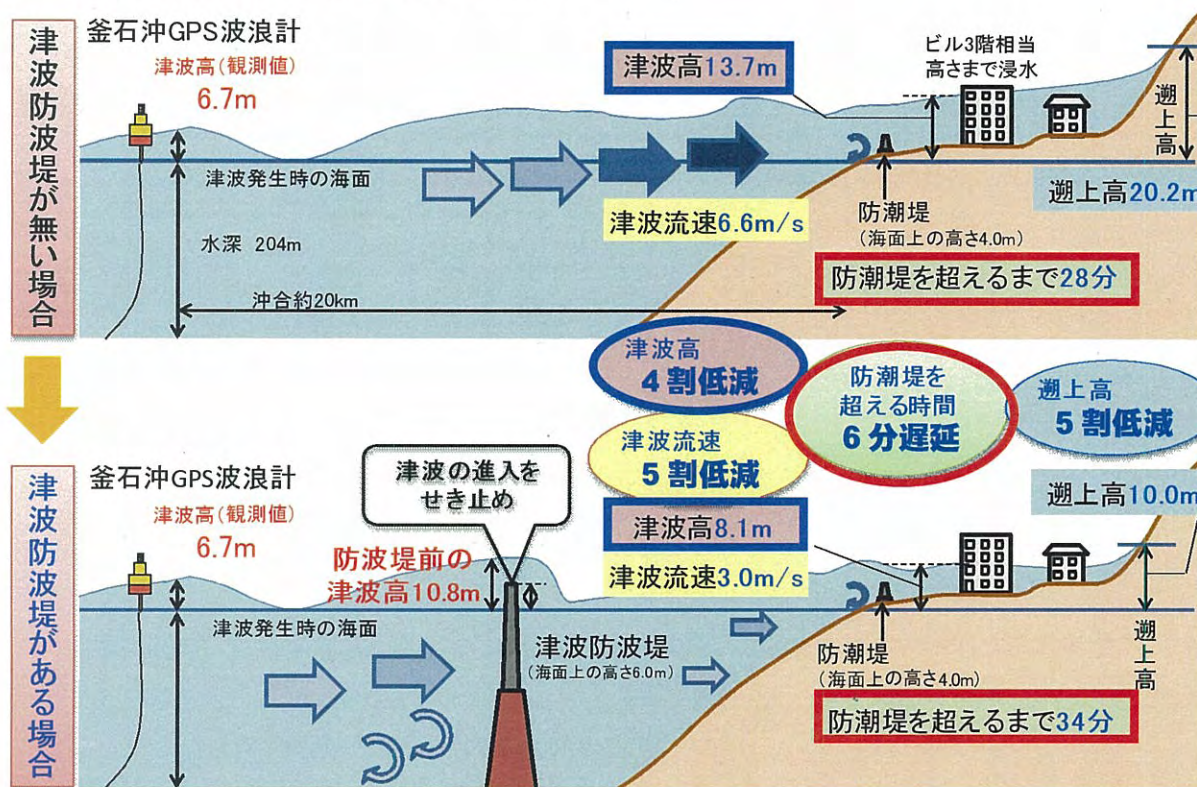 津波防波堤が無い場合
釜石沖GPS波浪計
津波高(観測値)
6.7m
津波発生時の海面
水深 204m
沖合約20km
津波高13.7m
津波流速6.6m/s
ビル3階相当
高さまで浸水
防潮堤
(海面上の高さ4.0m)
遡上高
遡上高20.2m
防潮堤を超えるまで28分
津波高
4割低減
津波流速
5割低減
防潮堤を
超える時間
6分遅延
遡上高
5割低減
津波防波堤がある場合
釜石沖GPS波浪計
津波高(観測値)
6.7m
津波発生時の海面
津波の進入を
せき止め
防波堤前の
津波高10.8m
津波防波堤
(海面上の高さ6.0m)
津波高8.1m
津波流速3.0m/s
防潮堤
(海面上の高さ4.0m)
遡上高10.0m
遡上高
防潮堤を超えるまで34分